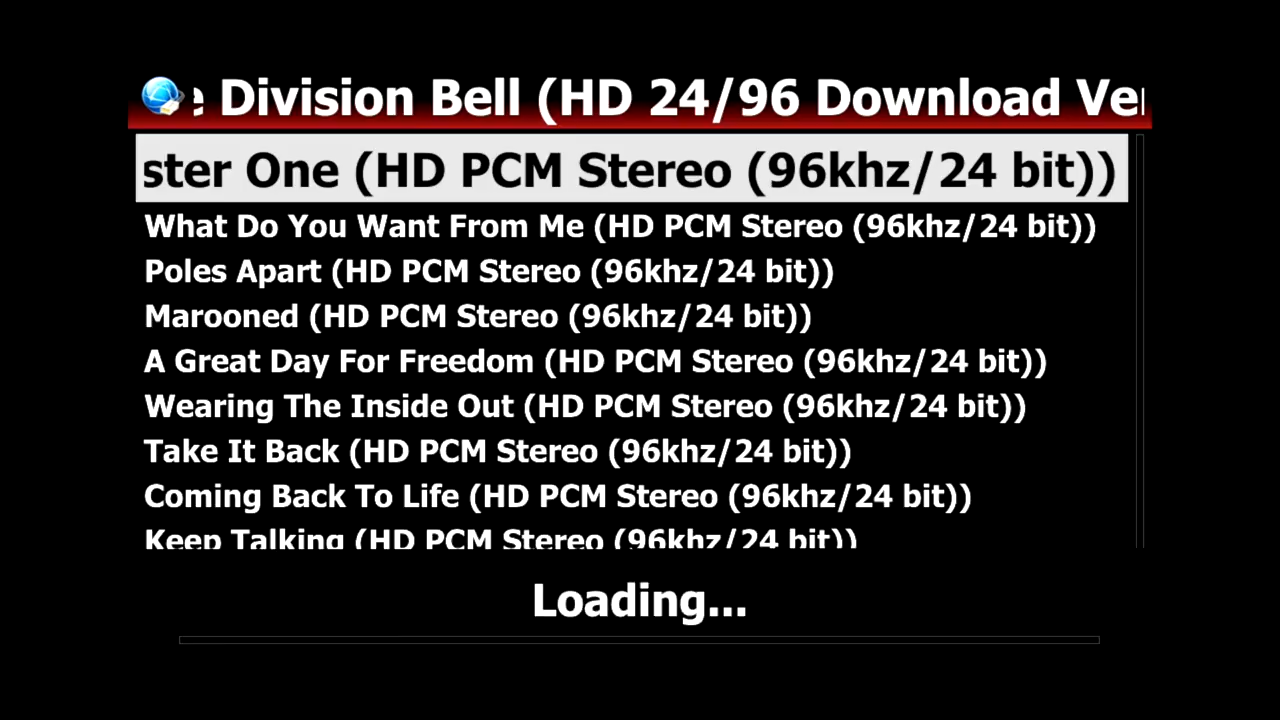 e Division Bell (HD 24/96 Download Ver
ster One (HD PCM Stereo (96khz/24 bit))
What Do You Want From Me (HD PCM Stereo (96khz/24 bit))
Poles Apart (HD PCM Stereo (96khz/24 bit))
Marooned (HD PCM Stereo (96khz/24 bit))
A Great Day For Freedom (HD PCM Stereo (96khz/24 bit))
Wearing The Inside Out (HD PCM Stereo (96khz/24 bit))
Take It Back (HD PCM Stereo (96khz/24 bit))
Coming Back To Life (HD PCM Stereo (96khz/24 bit))
Keep Talking (HD PCM Stereo (96khz/24 bit))
Loading...